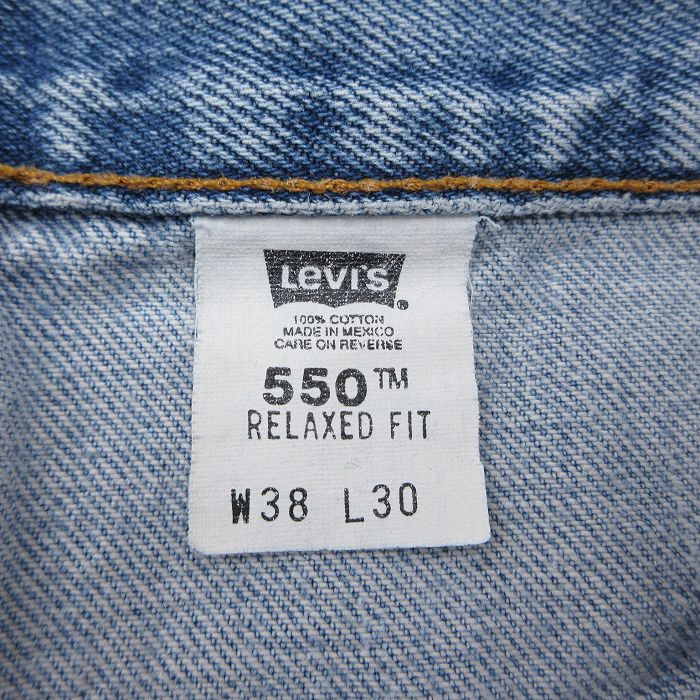 Levi's ®
100% COTTON
MADE IN MEXICO
CARE ON REVERSE
550™
RELAXED FIT
W38 L30